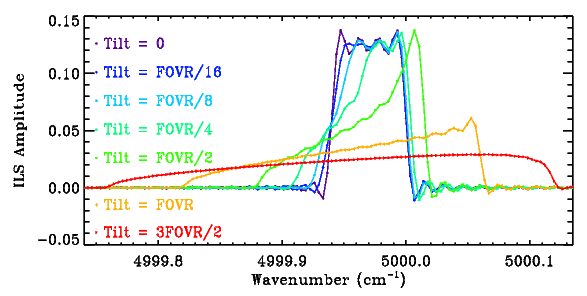 0.15
0.10
0.05
0.00
−0.05
ILS Amplitude
Tilt = 0
Tilt = FOVR/16
Tilt = FOVR/8
Tilt = FOVR/4
Tilt = FOVR/2
Tilt = FOVR
Tilt = 3FOVR/2
4999.8 4999.9 5000.0 5000.1
Wavenumber (cm⁻¹)